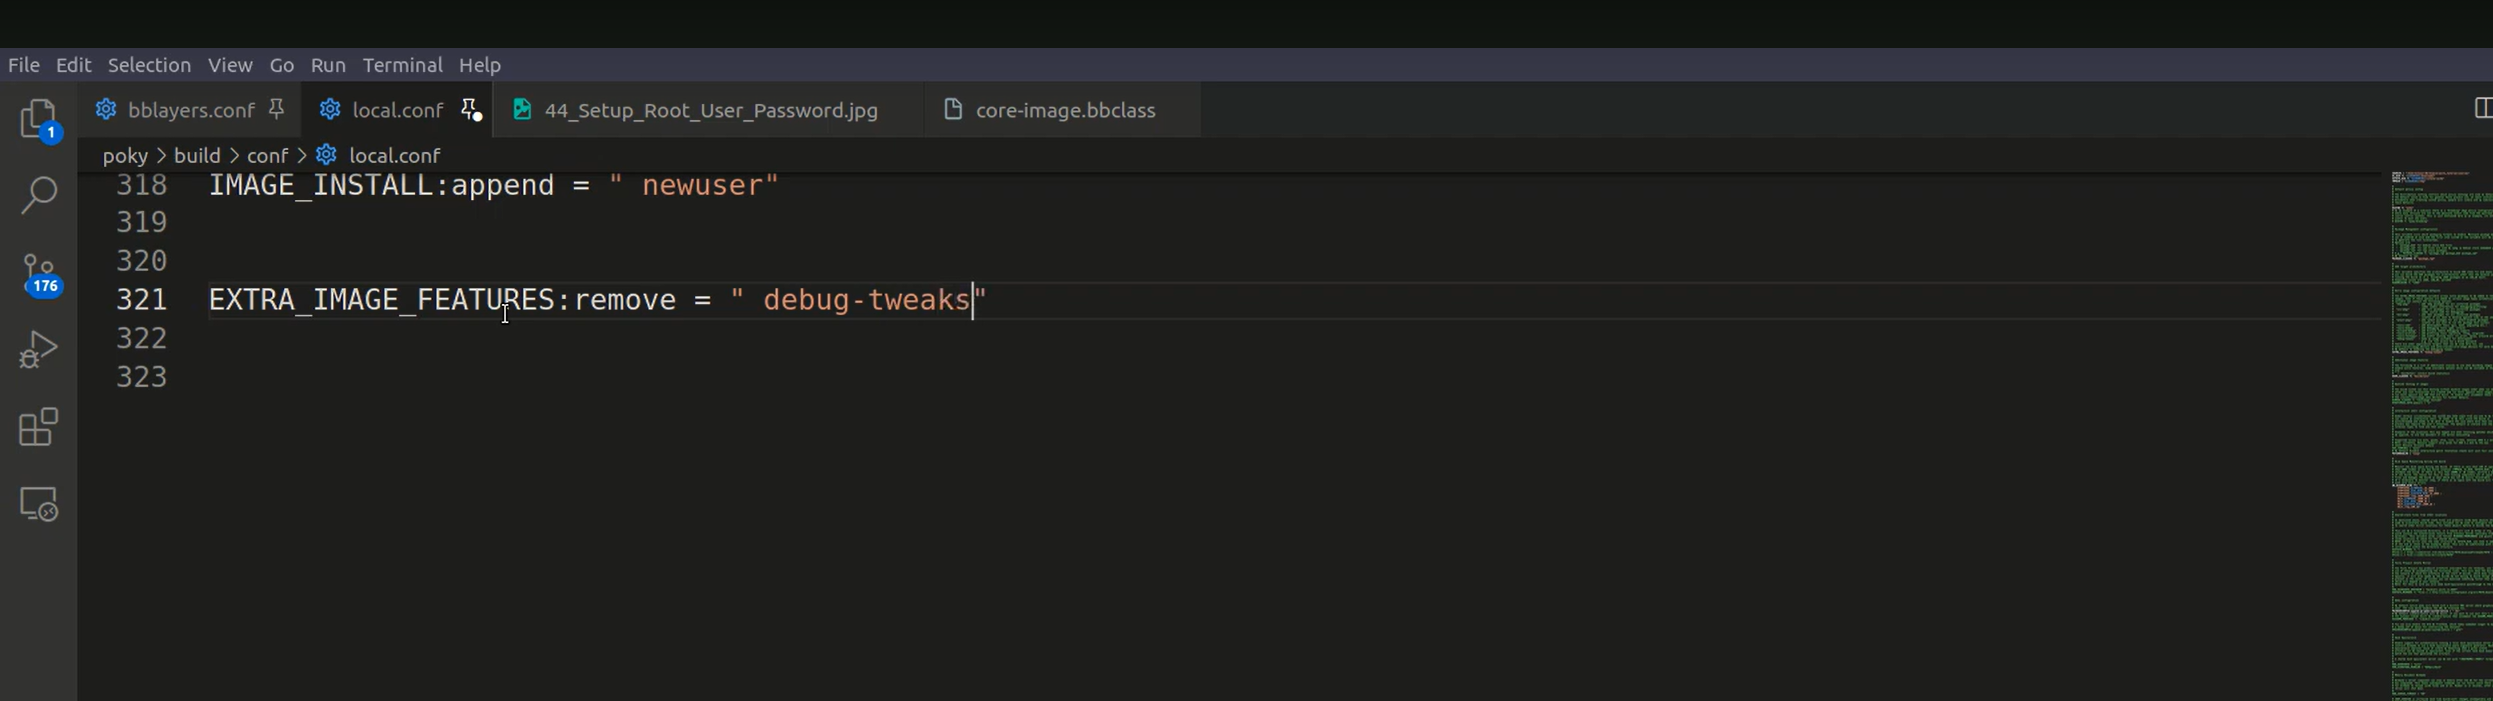 File Edit Selection View Go Run Terminal Help
bblayers.conf local.conf 44_Setup_Root_User_Password.jpg core-image.bbclass
1
poky > build > conf > local.conf
318 IMAGE_INSTALL:append = " newuser"
319
320
176
321 EXTRA_IMAGE_FEATURES:remove = " debug-tweaks"
322
323